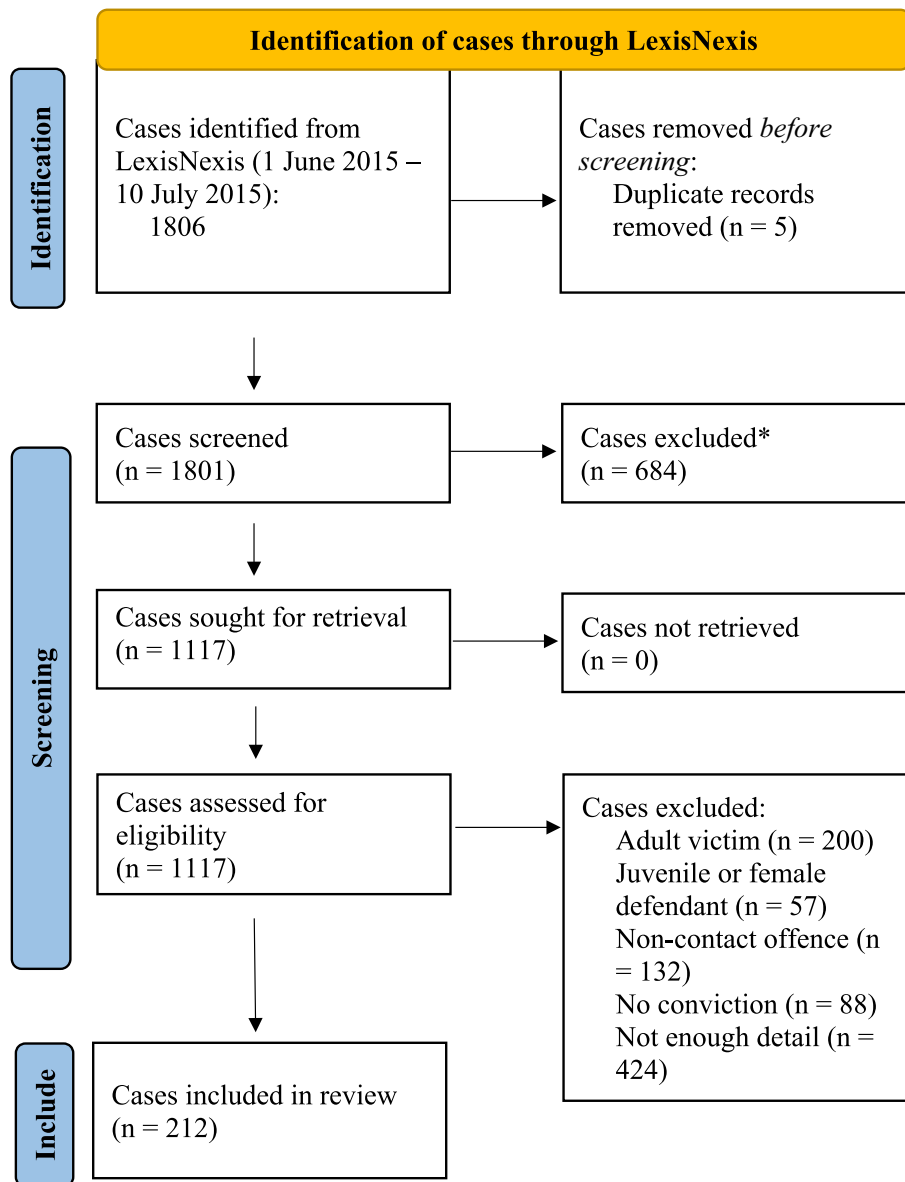 Identification of cases through LexisNexis
Identification
Cases identified from
LexisNexis (1 June 2015 –
10 July 2015):
1806
Cases removed before
screening:
Duplicate records
removed (n = 5)
Screening
Cases screened
(n = 1801)
Cases excluded*
(n = 684)
Cases sought for retrieval
(n = 1117)
Cases not retrieved
(n = 0)
Cases assessed for
eligibility
(n = 1117)
Cases excluded:
Adult victim (n = 200)
Juvenile or female
defendant (n = 57)
Non-contact offence (n
= 132)
No conviction (n = 88)
Not enough detail (n =
424)
Include
Cases included in review
(n = 212)